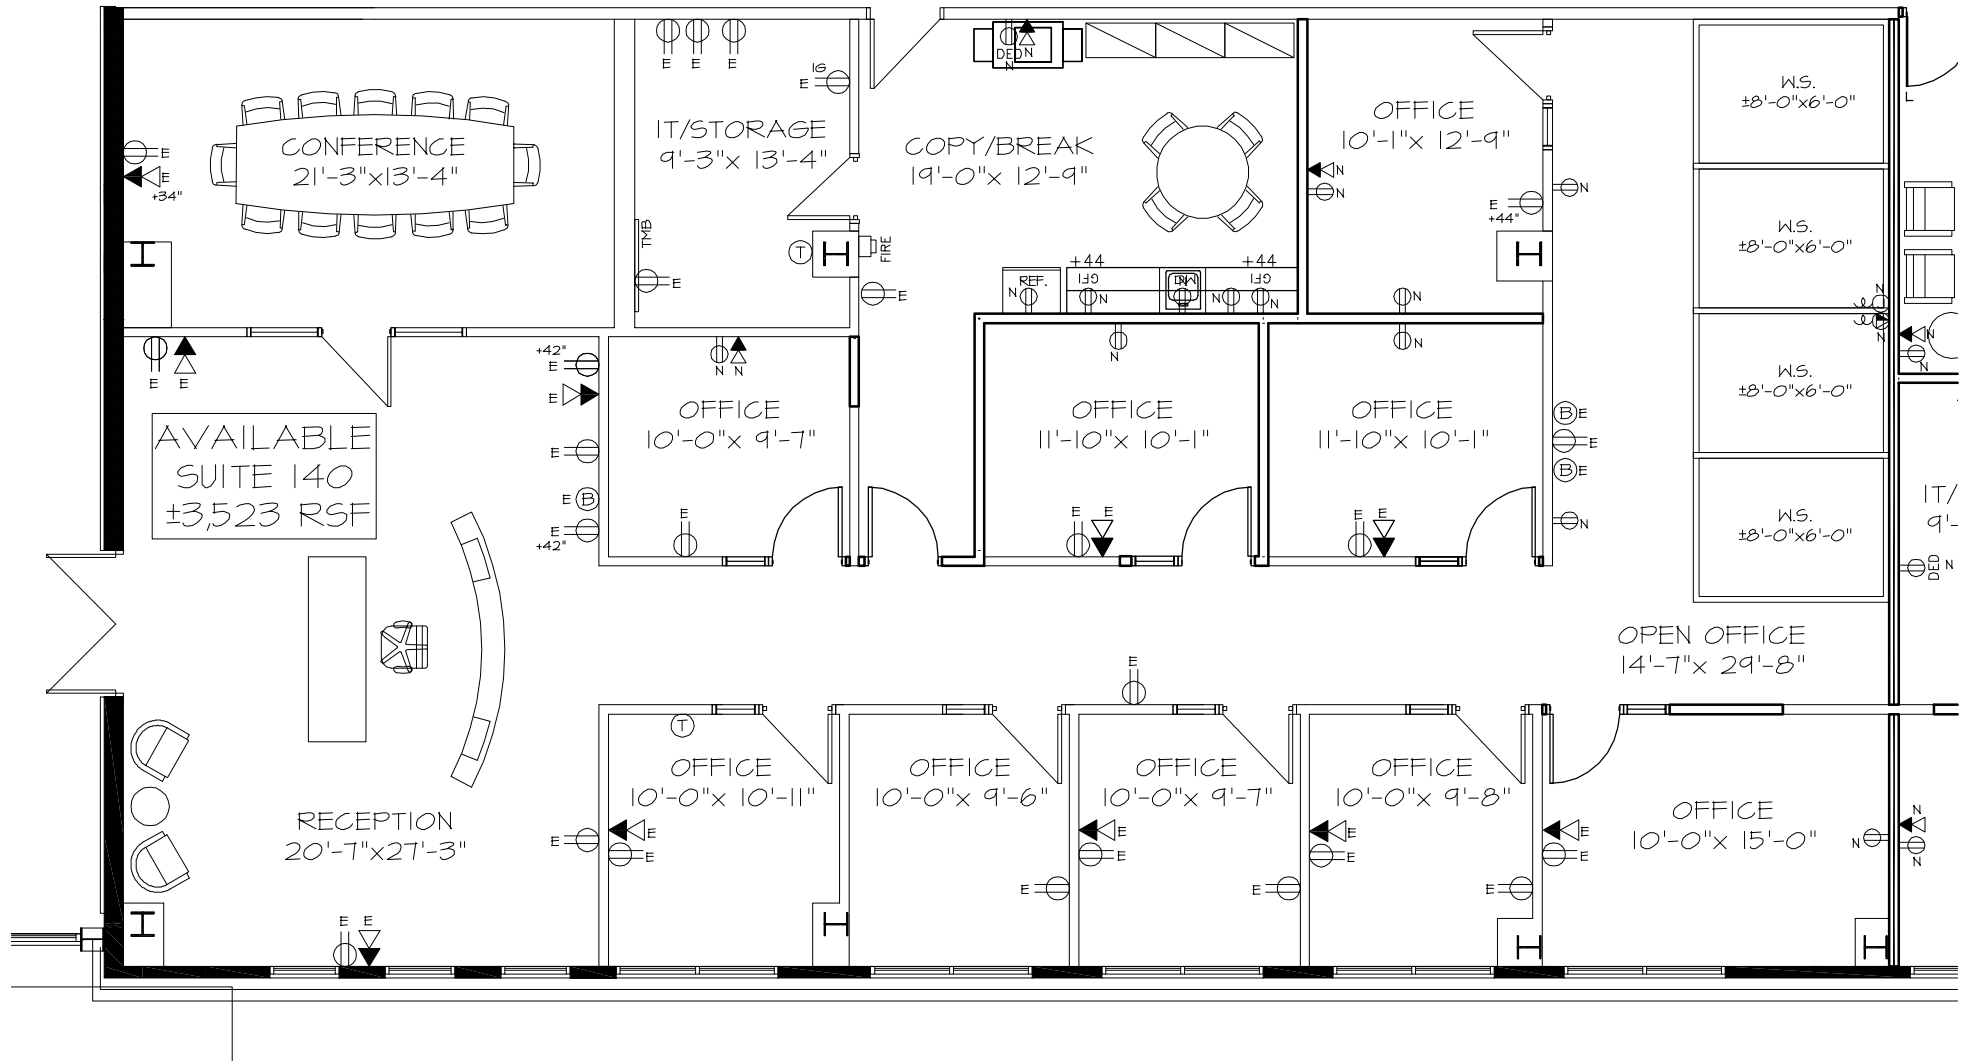 CONFERENCE
21'-3"x13'-4"
E
E
+34"
IT/STORAGE
9'-3"x 13'-4"
E
E
E
IG
E
TMB
E
T
FIRE
E
COPY/BREAK
19'-0"x 12'-9"
DED
N
N
REF.
N
+44
GFI
N
DW
N
+44
GFI
N
OFFICE
10'-1"x 12'-9"
N
N
E
+44"
N
N
W.S.
±8'-0"x6'-0"
W.S.
±8'-0"x6'-0"
W.S.
±8'-0"x6'-0"
W.S.
±8'-0"x6'-0"
N
N
N
N
E
E
AVAILABLE
SUITE 140
±3,523 RSF
+42"
E
E
E
E B
E
+42"
N
N
OFFICE
10'-0"x 9'-7"
E
N
OFFICE
11'-10"x 10'-1"
E
E
N
OFFICE
11'-10"x 10'-1"
E
E
B E
E
B E
N
IT/
9'-
DED
N
OPEN OFFICE
14'-7"x 29'-8"
E
RECEPTION
20'-7"x27'-3"
E
E
E
T
OFFICE
10'-0"x 10'-11"
E
E
OFFICE
10'-0"x 9'-6"
E
OFFICE
10'-0"x 9'-7"
E
E
E
OFFICE
10'-0"x 9'-8"
E
E
E
OFFICE
10'-0"x 15'-0"
E
E
N
N
N